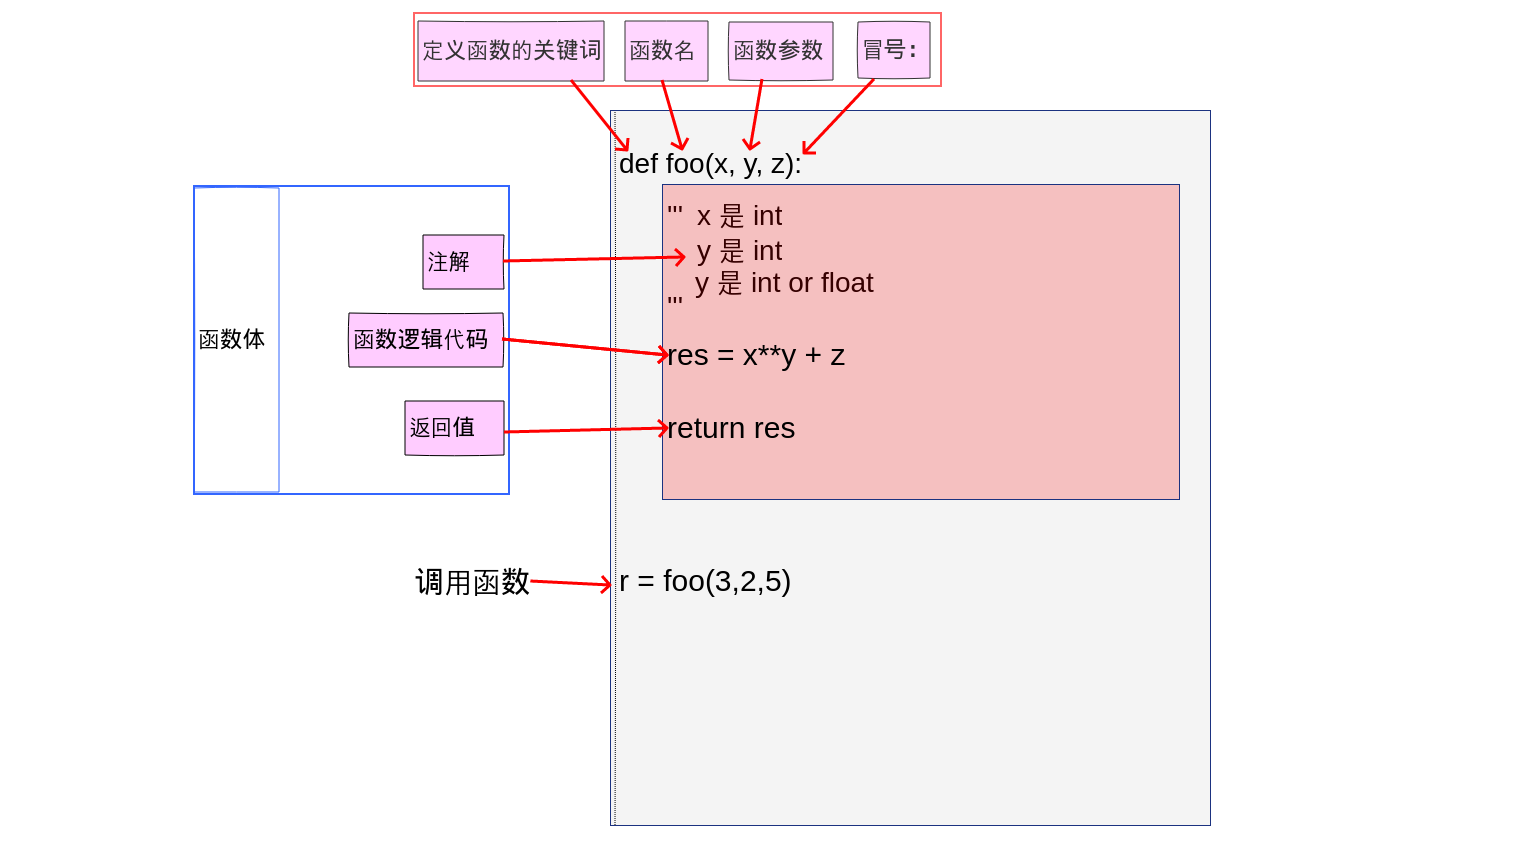 定义函数的关键词
函数名
函数参数
冒号:
def foo(x, y, z):
''' x 是 int
y 是 int
y 是 int or float
'''
res = x**y + z
return res
函数体
注解
函数逻辑代码
返回值
调用函数
r = foo(3,2,5)